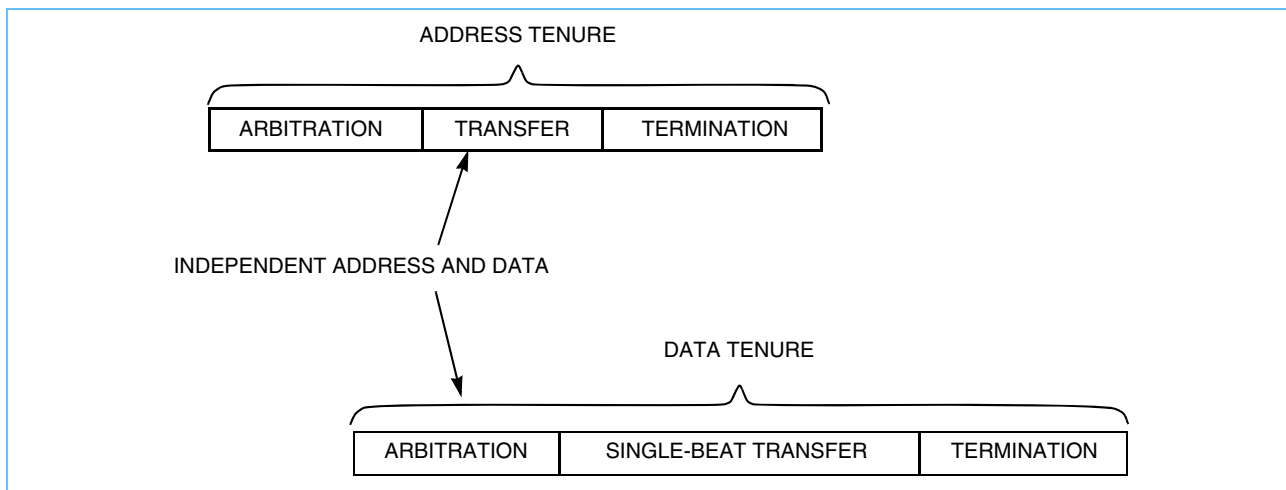 ADDRESS TENURE
ARBITRATION TRANSFER TERMINATION
INDEPENDENT ADDRESS AND DATA
DATA TENURE
ARBITRATION SINGLE-BEAT TRANSFER TERMINATION